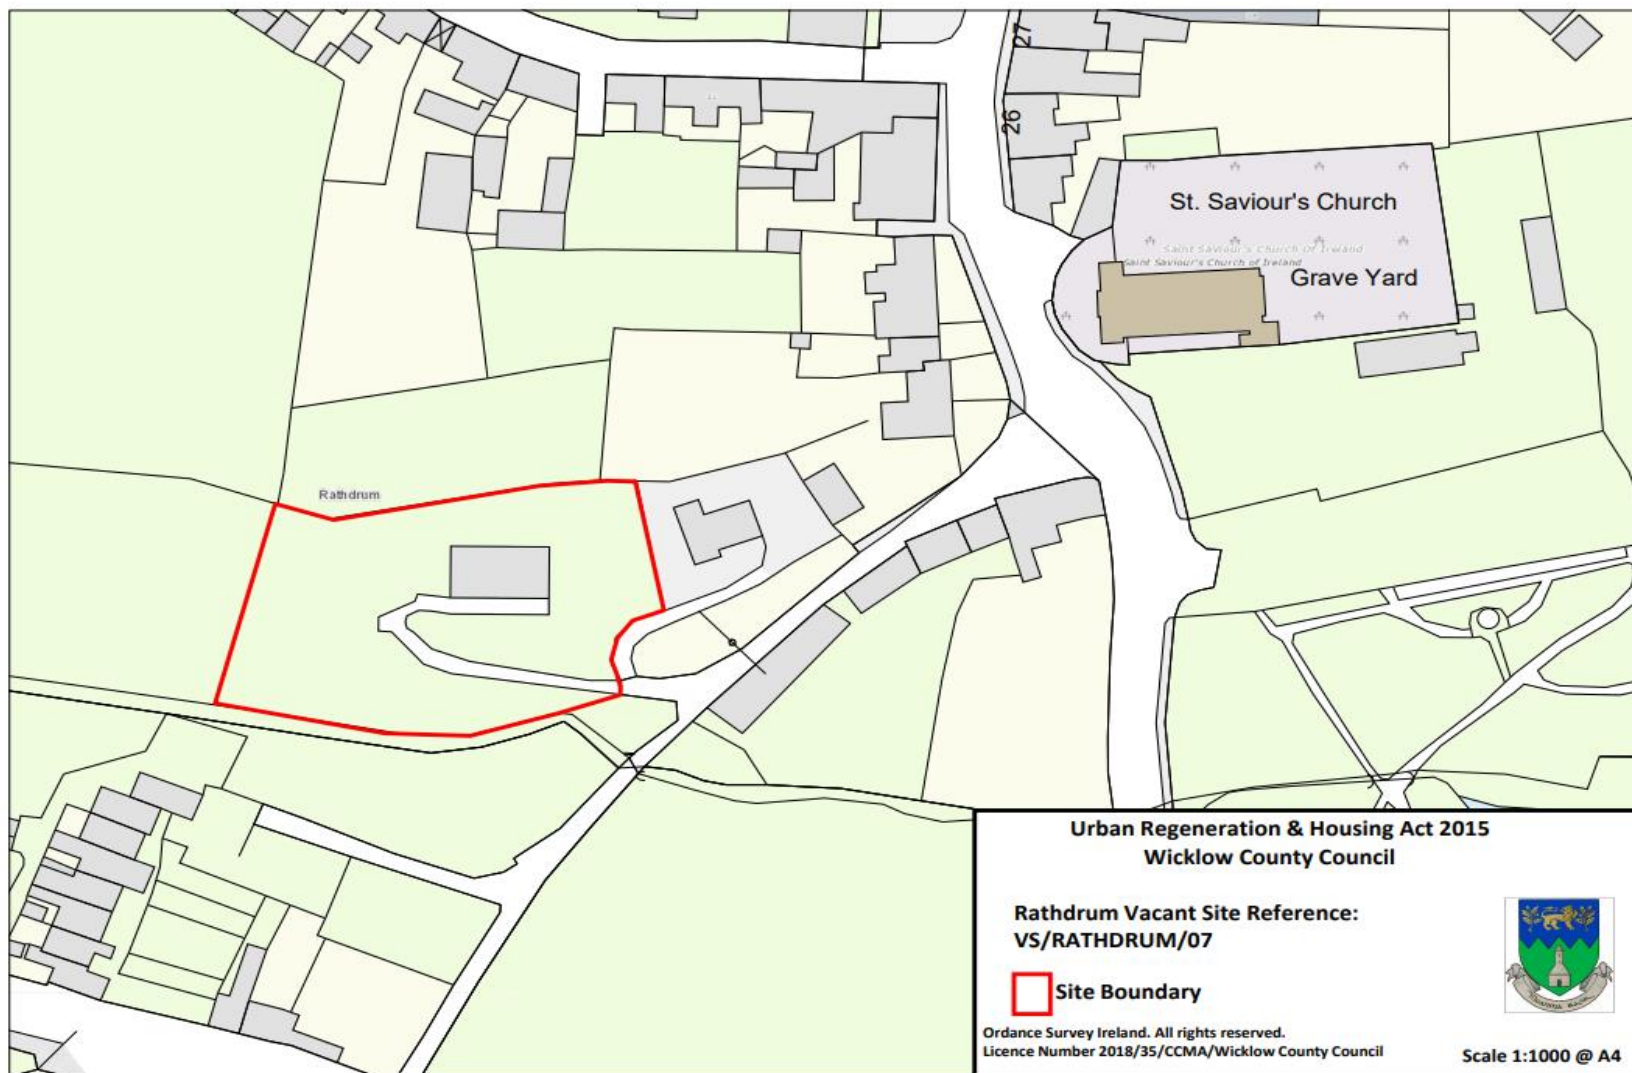 27
26
St. Saviour's Church
Saint Saviour's Church Of Ireland
Saint Saviour's Church of Ireland
Grave Yard
Rathdrum
Urban Regeneration & Housing Act 2015
Wicklow County Council
Rathdrum Vacant Site Reference:
VS/RATHDRUM/07
Site Boundary
Ordance Survey Ireland. All rights reserved.
Licence Number 2018/35/CCMA/Wicklow County Council
Scale 1:1000 @ A4